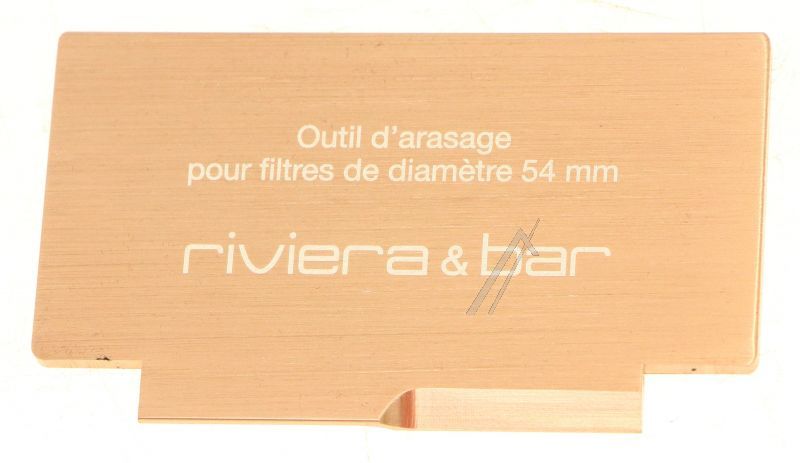 Outil d'arasage
pour filtres de diamètre 54 mm
riviera & bar